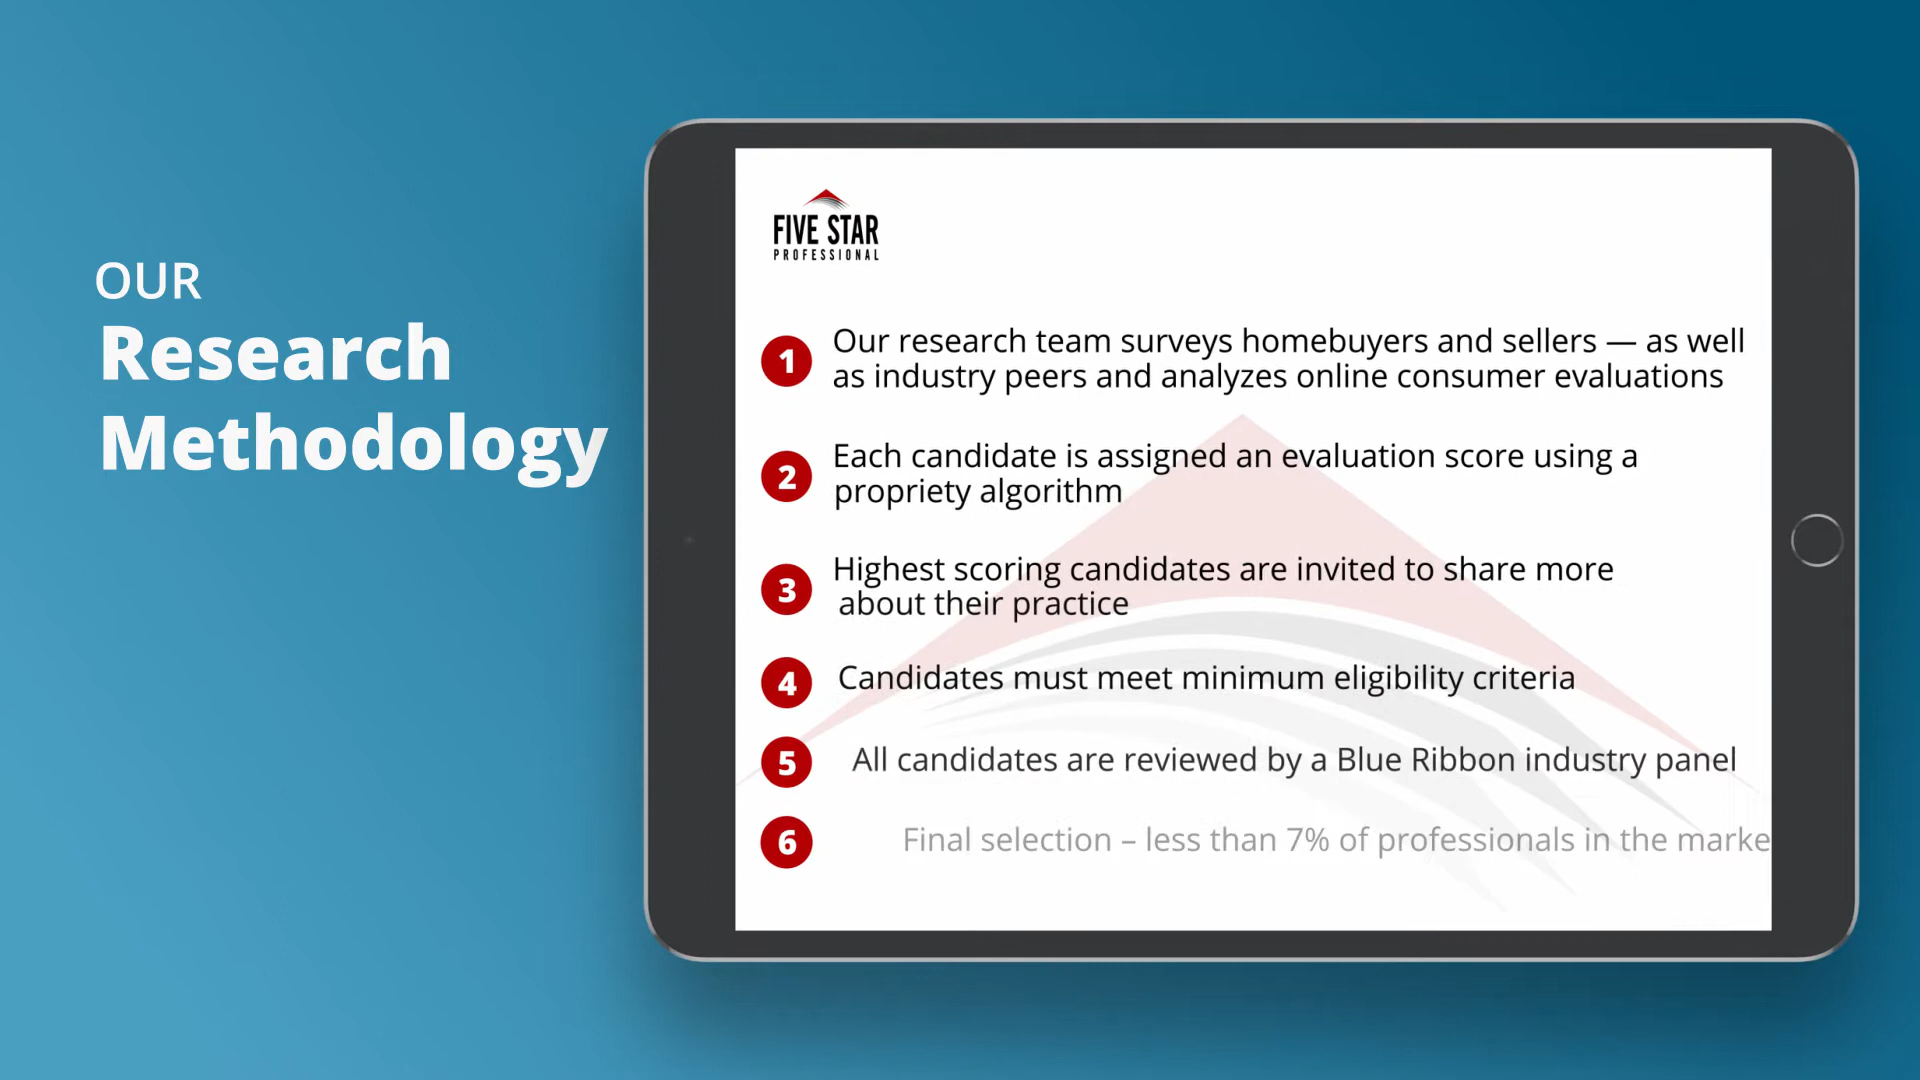 OUR
Research
Methodology
FIVE STAR
PROFESSIONAL
1 Our research team surveys homebuyers and sellers — as well
as industry peers and analyzes online consumer evaluations
2 Each candidate is assigned an evaluation score using a
propriety algorithm
3 Highest scoring candidates are invited to share more
about their practice
4 Candidates must meet minimum eligibility criteria
5 All candidates are reviewed by a Blue Ribbon industry panel
6 Final selection – less than 7% of professionals in the marke